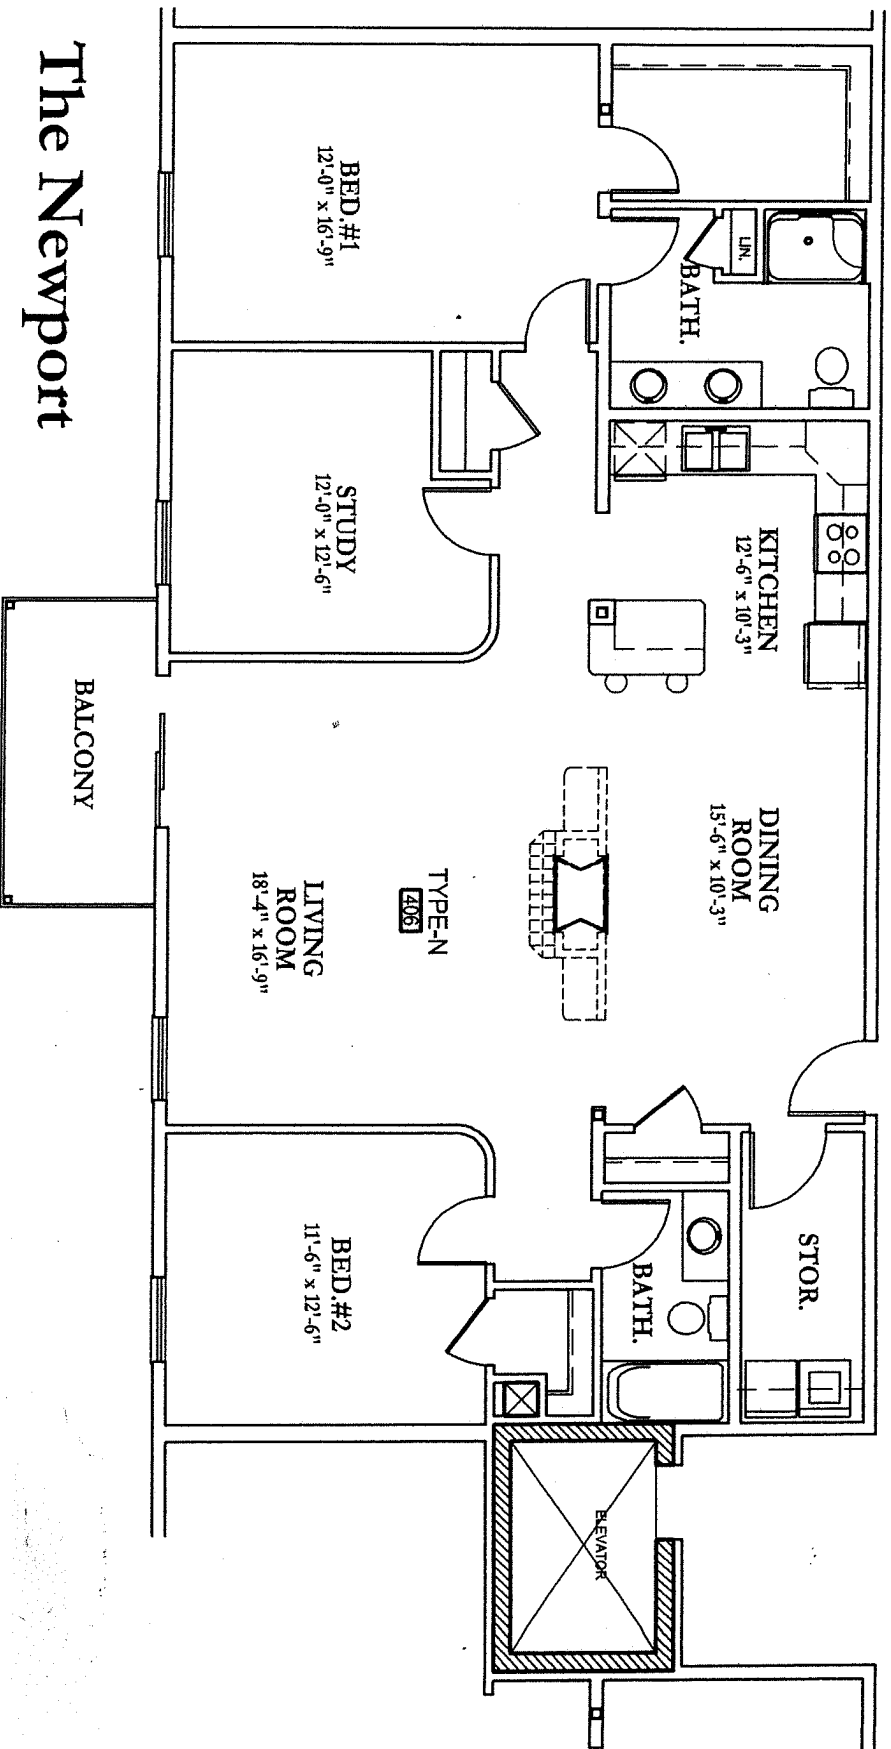 The Newport
BED.#1
12'-0" x 16'-9"
LIN.
BATH.
STUDY
12'-0" x 12'-6"
KITCHEN
12'-6" x 10'-3"
BALCONY
DINING
ROOM
15'-6" x 10'-3"
TYPE-N
406
LIVING
ROOM
18'-4" x 16'-9"
STOR.
BATH.
BED.#2
11'-6" x 12'-6"
ELEVATOR